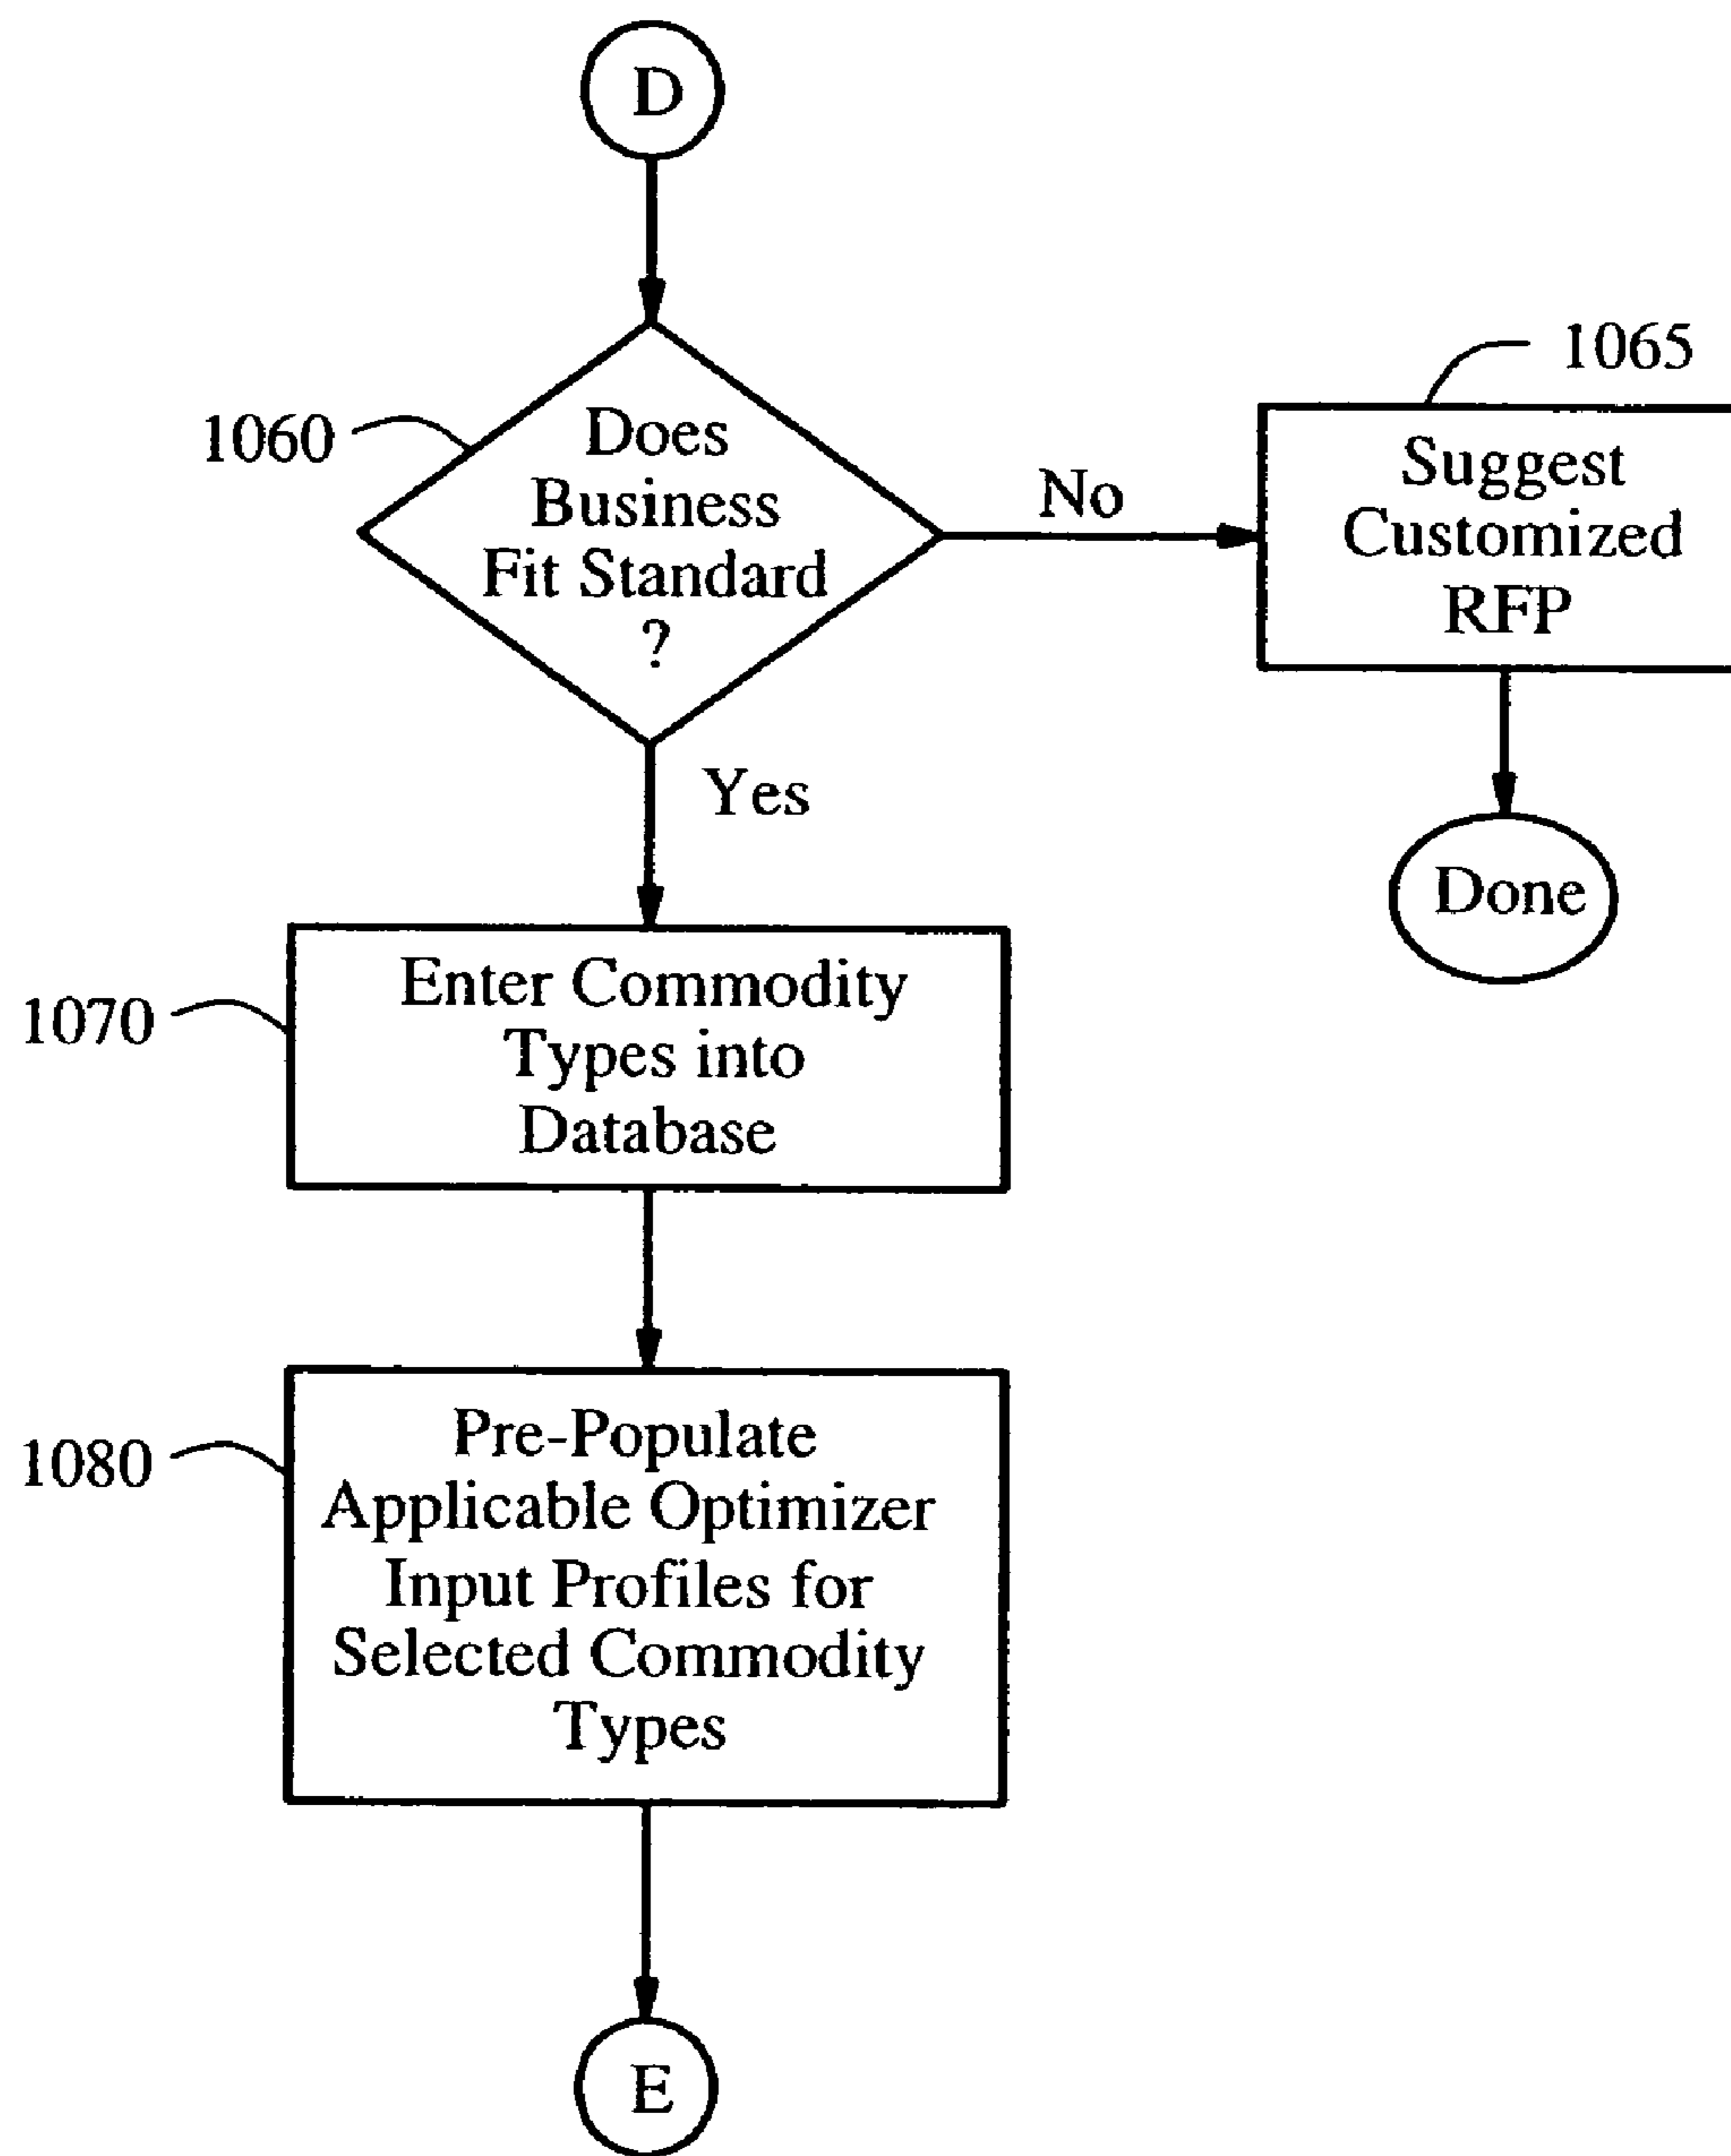 D
1060
Does
Business
Fit Standard
?
No
1065
Suggest
Customized
RFP
Done
Yes
1070
Enter Commodity
Types into
Database
1080
Pre-Populate
Applicable Optimizer
Input Profiles for
Selected Commodity
Types
E